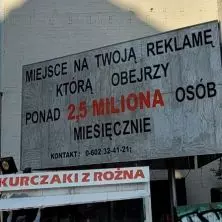 MIEJSCE NA TWOJĄ REKLAMĘ
KTÓRĄ OBEJRZY
PONAD 2,5 MILIONA OSÓB
MIESIĘCZNIE
KONTAKT : 0-602 32-41-21;
KURCZAKI Z ROŻNA